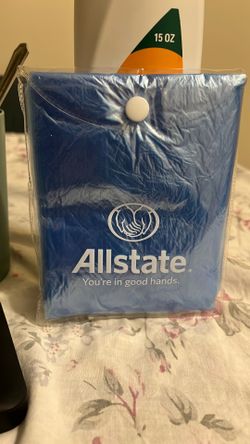 15 OZ
Allstate®
You're in good hands.